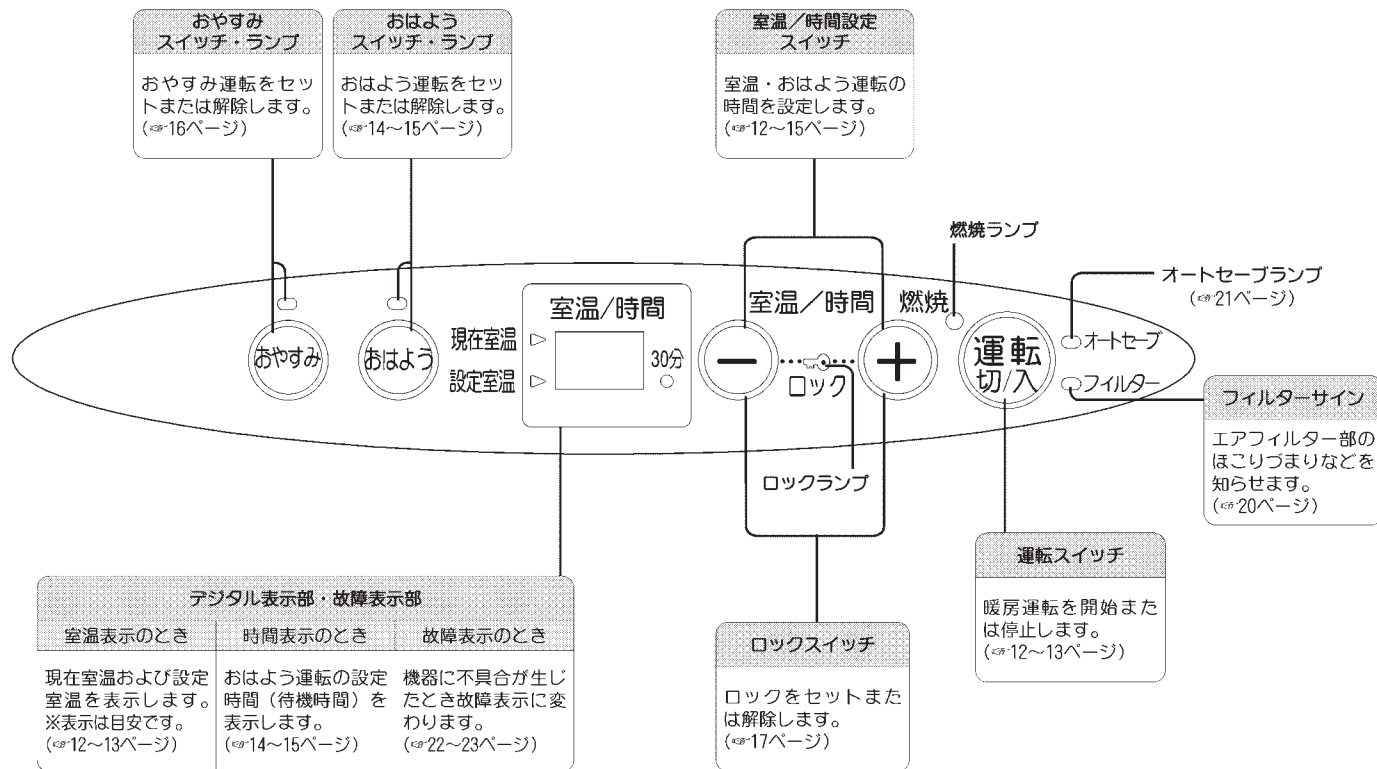 おやすみ
スイッチ・ランプ
おやすみ運転をセッ
トまたは解除します。
(☞16ページ)
おはよう
スイッチ・ランプ
おはよう運転をセッ
トまたは解除します。
(☞14～15ページ)
室温／時間設定
スイッチ
室温・おはよう運転の
時間を設定します。
(☞12～15ページ)
燃焼ランプ
オートセーブランプ
(☞21ページ)
おやすみ
おはよう
室温/時間
現在室温
設定室温
30分
室温／時間
－
ロック
＋
燃焼
運転
切/入
オートセーブ
フィルター
ロックランプ
フィルターサイン
エアフィルター部の
ほこりづまりなどを
知らせます。
(☞20ページ)
デジタル表示部・故障表示部
室温表示のとき
現在室温および設定
室温を表示します。
※表示は目安です。
(☞12～13ページ)
時間表示のとき
おはよう運転の設定
時間（待機時間）を
表示します。
(☞14～15ページ)
故障表示のとき
機器に不具合が生じ
たとき故障表示に変
わります。
(☞22～23ページ)
ロックスイッチ
ロックをセットまた
は解除します。
(☞17ページ)
運転スイッチ
暖房運転を開始また
は停止します。
(☞12～13ページ)